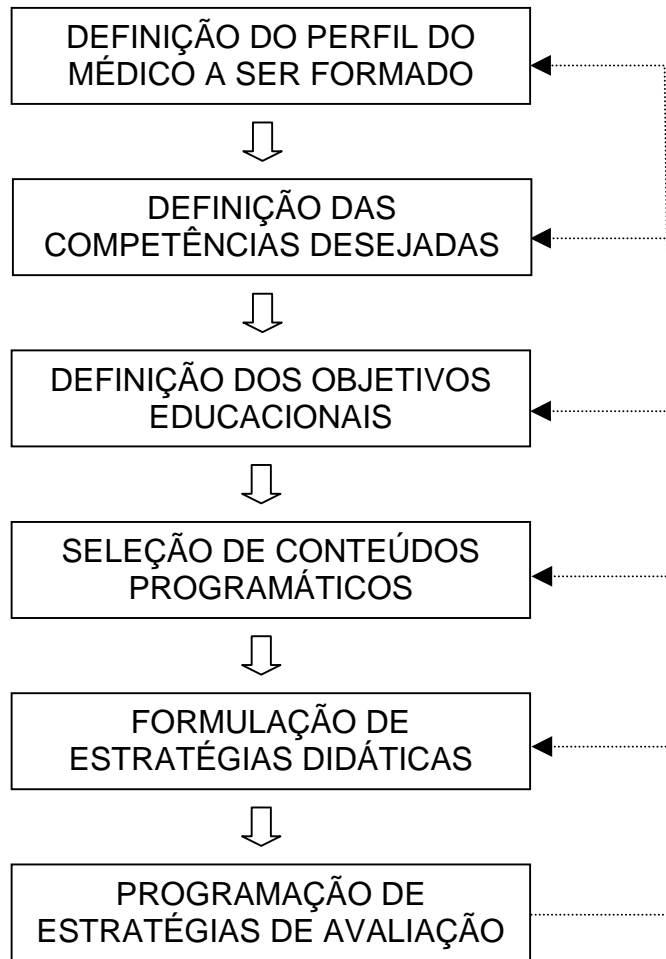 DEFINIÇÃO DO PERFIL DO
MÉDICO A SER FORMADO
DEFINIÇÃO DAS
COMPETÊNCIAS DESEJADAS
DEFINIÇÃO DOS OBJETIVOS
EDUCACIONAIS
SELEÇÃO DE CONTEÚDOS
PROGRAMÁTICOS
FORMULAÇÃO DE
ESTRATÉGIAS DIDÁTICAS
PROGRAMAÇÃO DE
ESTRATÉGIAS DE AVALIAÇÃO